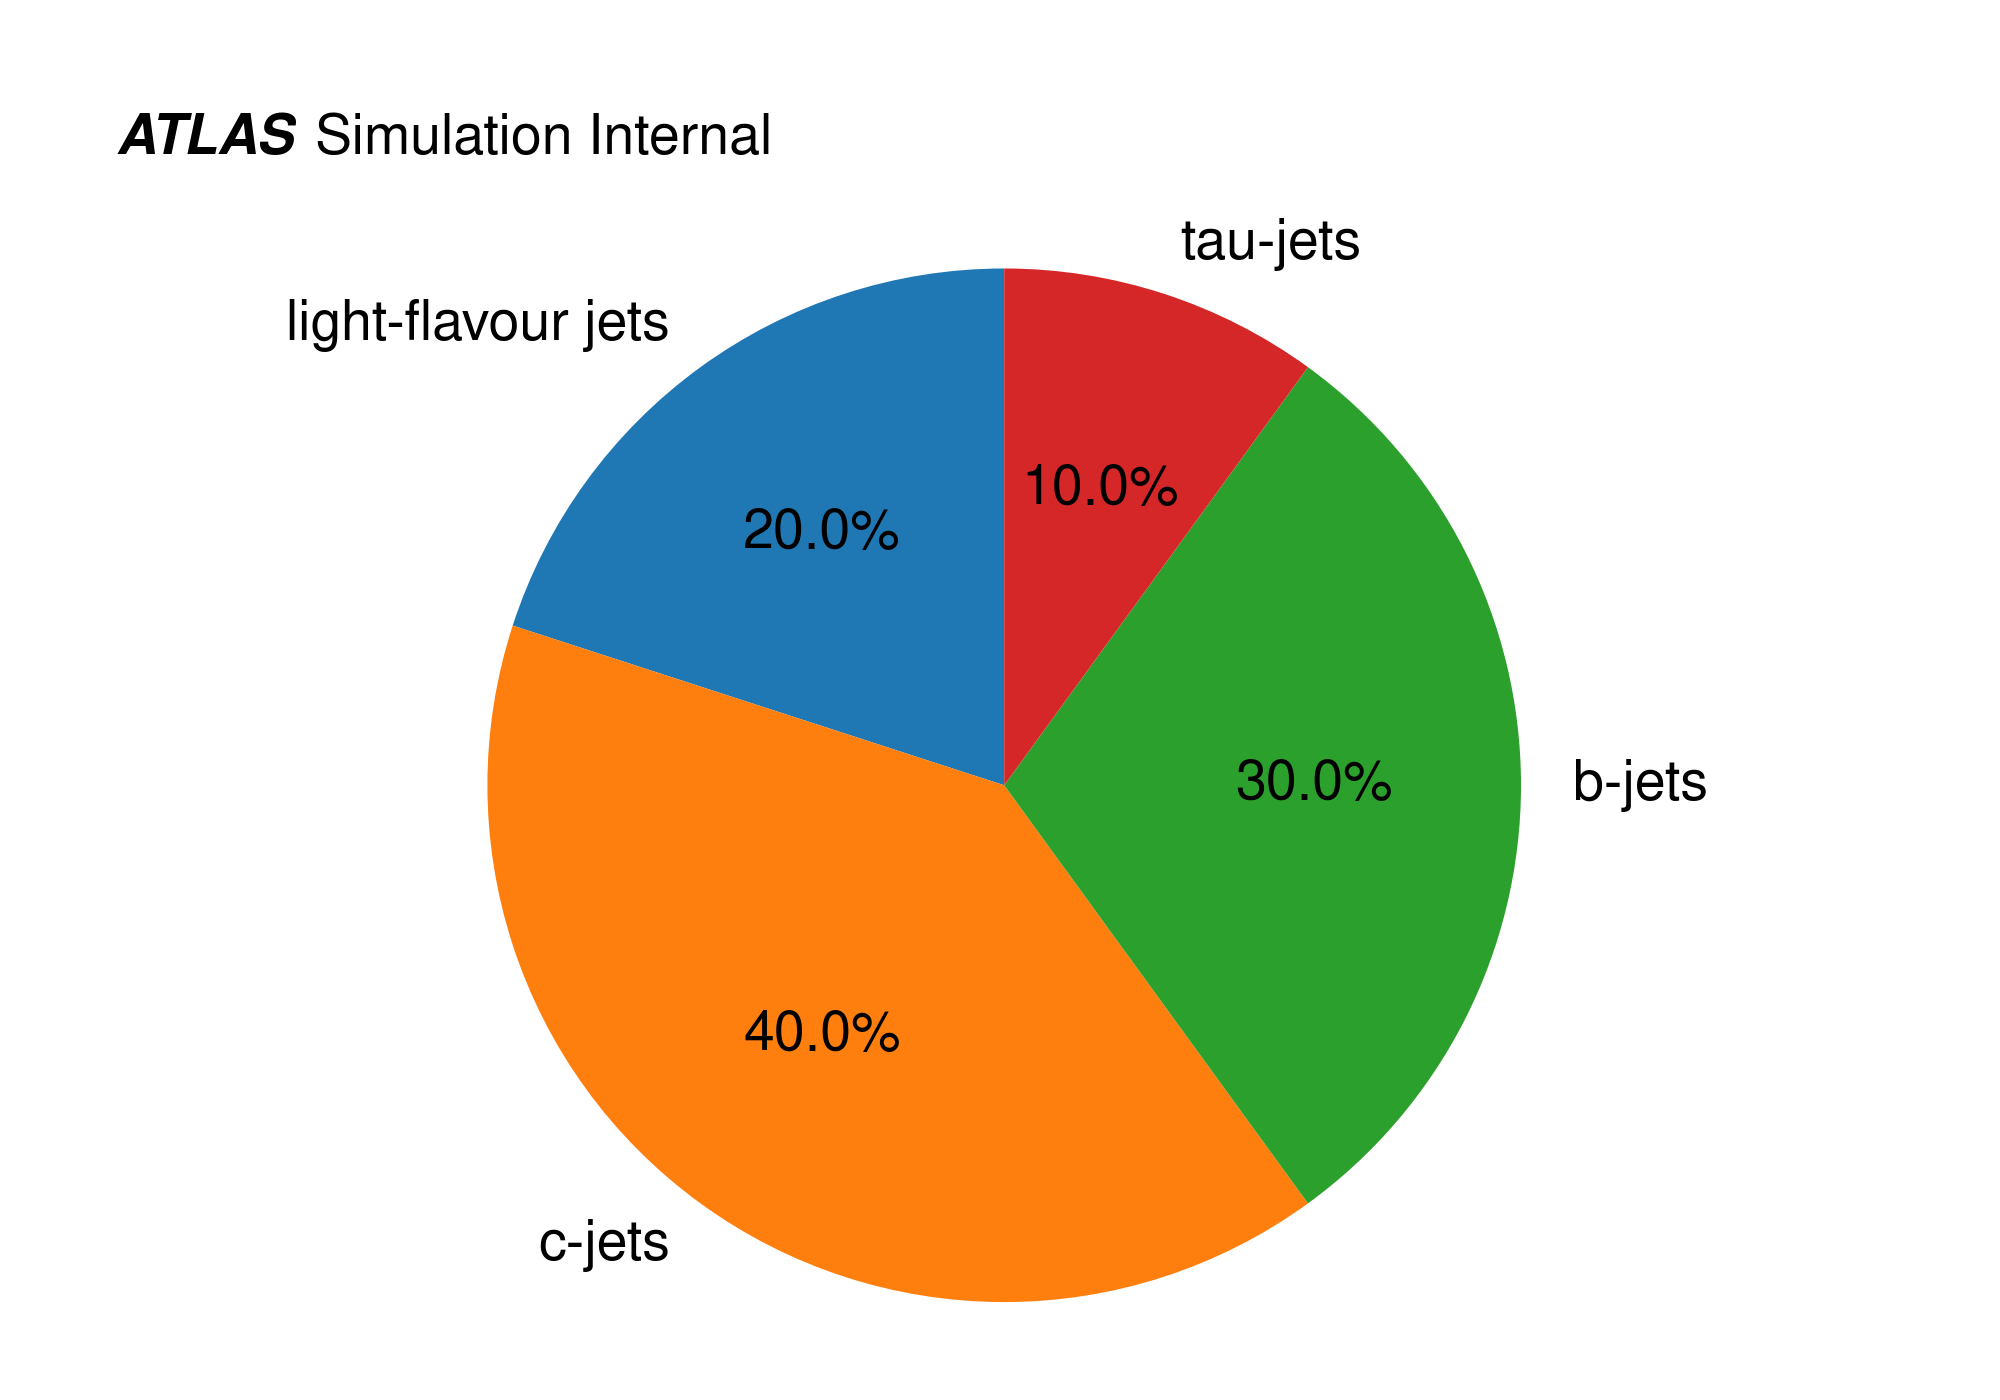 ATLAS Simulation Internal
tau-jets
light-flavour jets
10.0%
20.0%
30.0%
b-jets
40.0%
c-jets